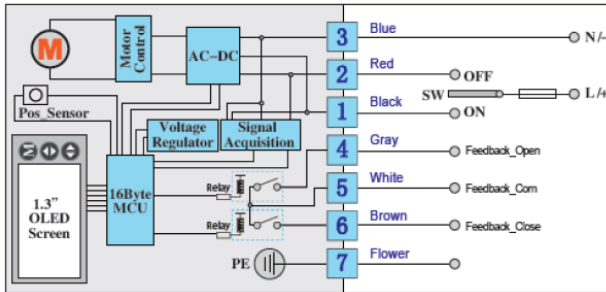 M
Motor
Control
AC-DC
Pos_Sensor
Voltage
Regulator
Signal
Acquisition
1.3”
OLED
Screen
16Byte
MCU
Relay
Relay
PE
3 Blue N/-
2 Red OFF
SW L/+
1 Black ON
4 Gray Feedback_Open
5 White Feedback_Com
6 Brown Feedback_Close
7 Flower